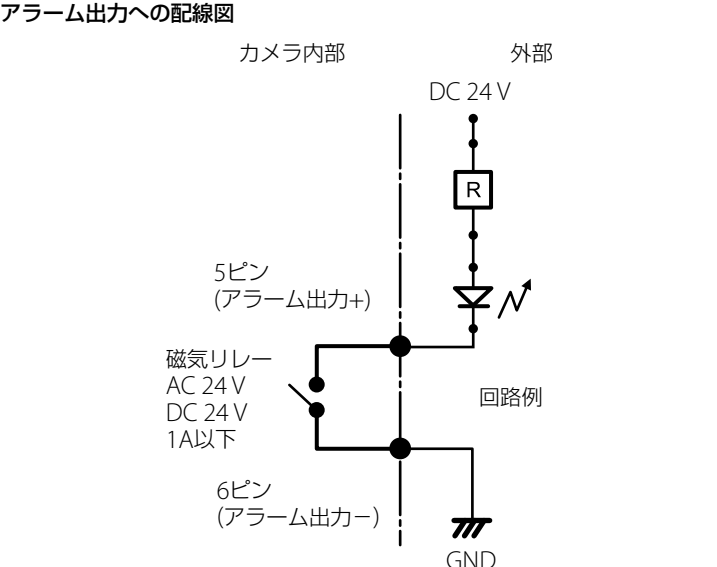 アラーム出力への配線図
カメラ内部
外部
DC 24 V
R
5ピン
(アラーム出力+)
磁気リレー
AC 24 V
DC 24 V
1A以下
回路例
6ピン
(アラーム出力−)
GND